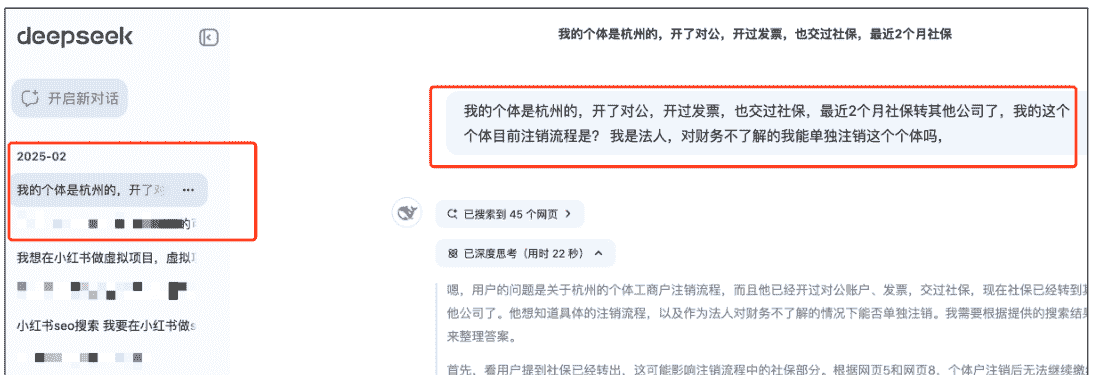 deepseek
我的个体是杭州的，开了对公，开过发票，也交过社保，最近2个月社保
开启新对话
我的个体是杭州的，开了对公，开过发票，也交过社保，最近2个月社保转其他公司了，我的这个
个体目前注销流程是？ 我是法人，对财务不了解的我能单独注销这个个体吗，
2025-02
我的个体是杭州的，开了对
的
我想在小红书做虚拟项目，虚拟
小红书seo搜索 我要在小红书做s
已搜索到 45 个网页
已深度思考（用时 22 秒）
嗯，用户的问题是关于杭州的个体工商户注销流程，而且他已经开过对公账户、发票，交过社保，现在社保已经转到其
他公司了。他想知道具体的注销流程，以及作为法人对财务不了解的情况下能否单独注销。我需要根据提供的搜索结果
来整理答案。
首先，看用户提到社保已经转出，这可能影响注销流程中的社保部分。根据网页5和网页8，个体户注销后无法继续缴